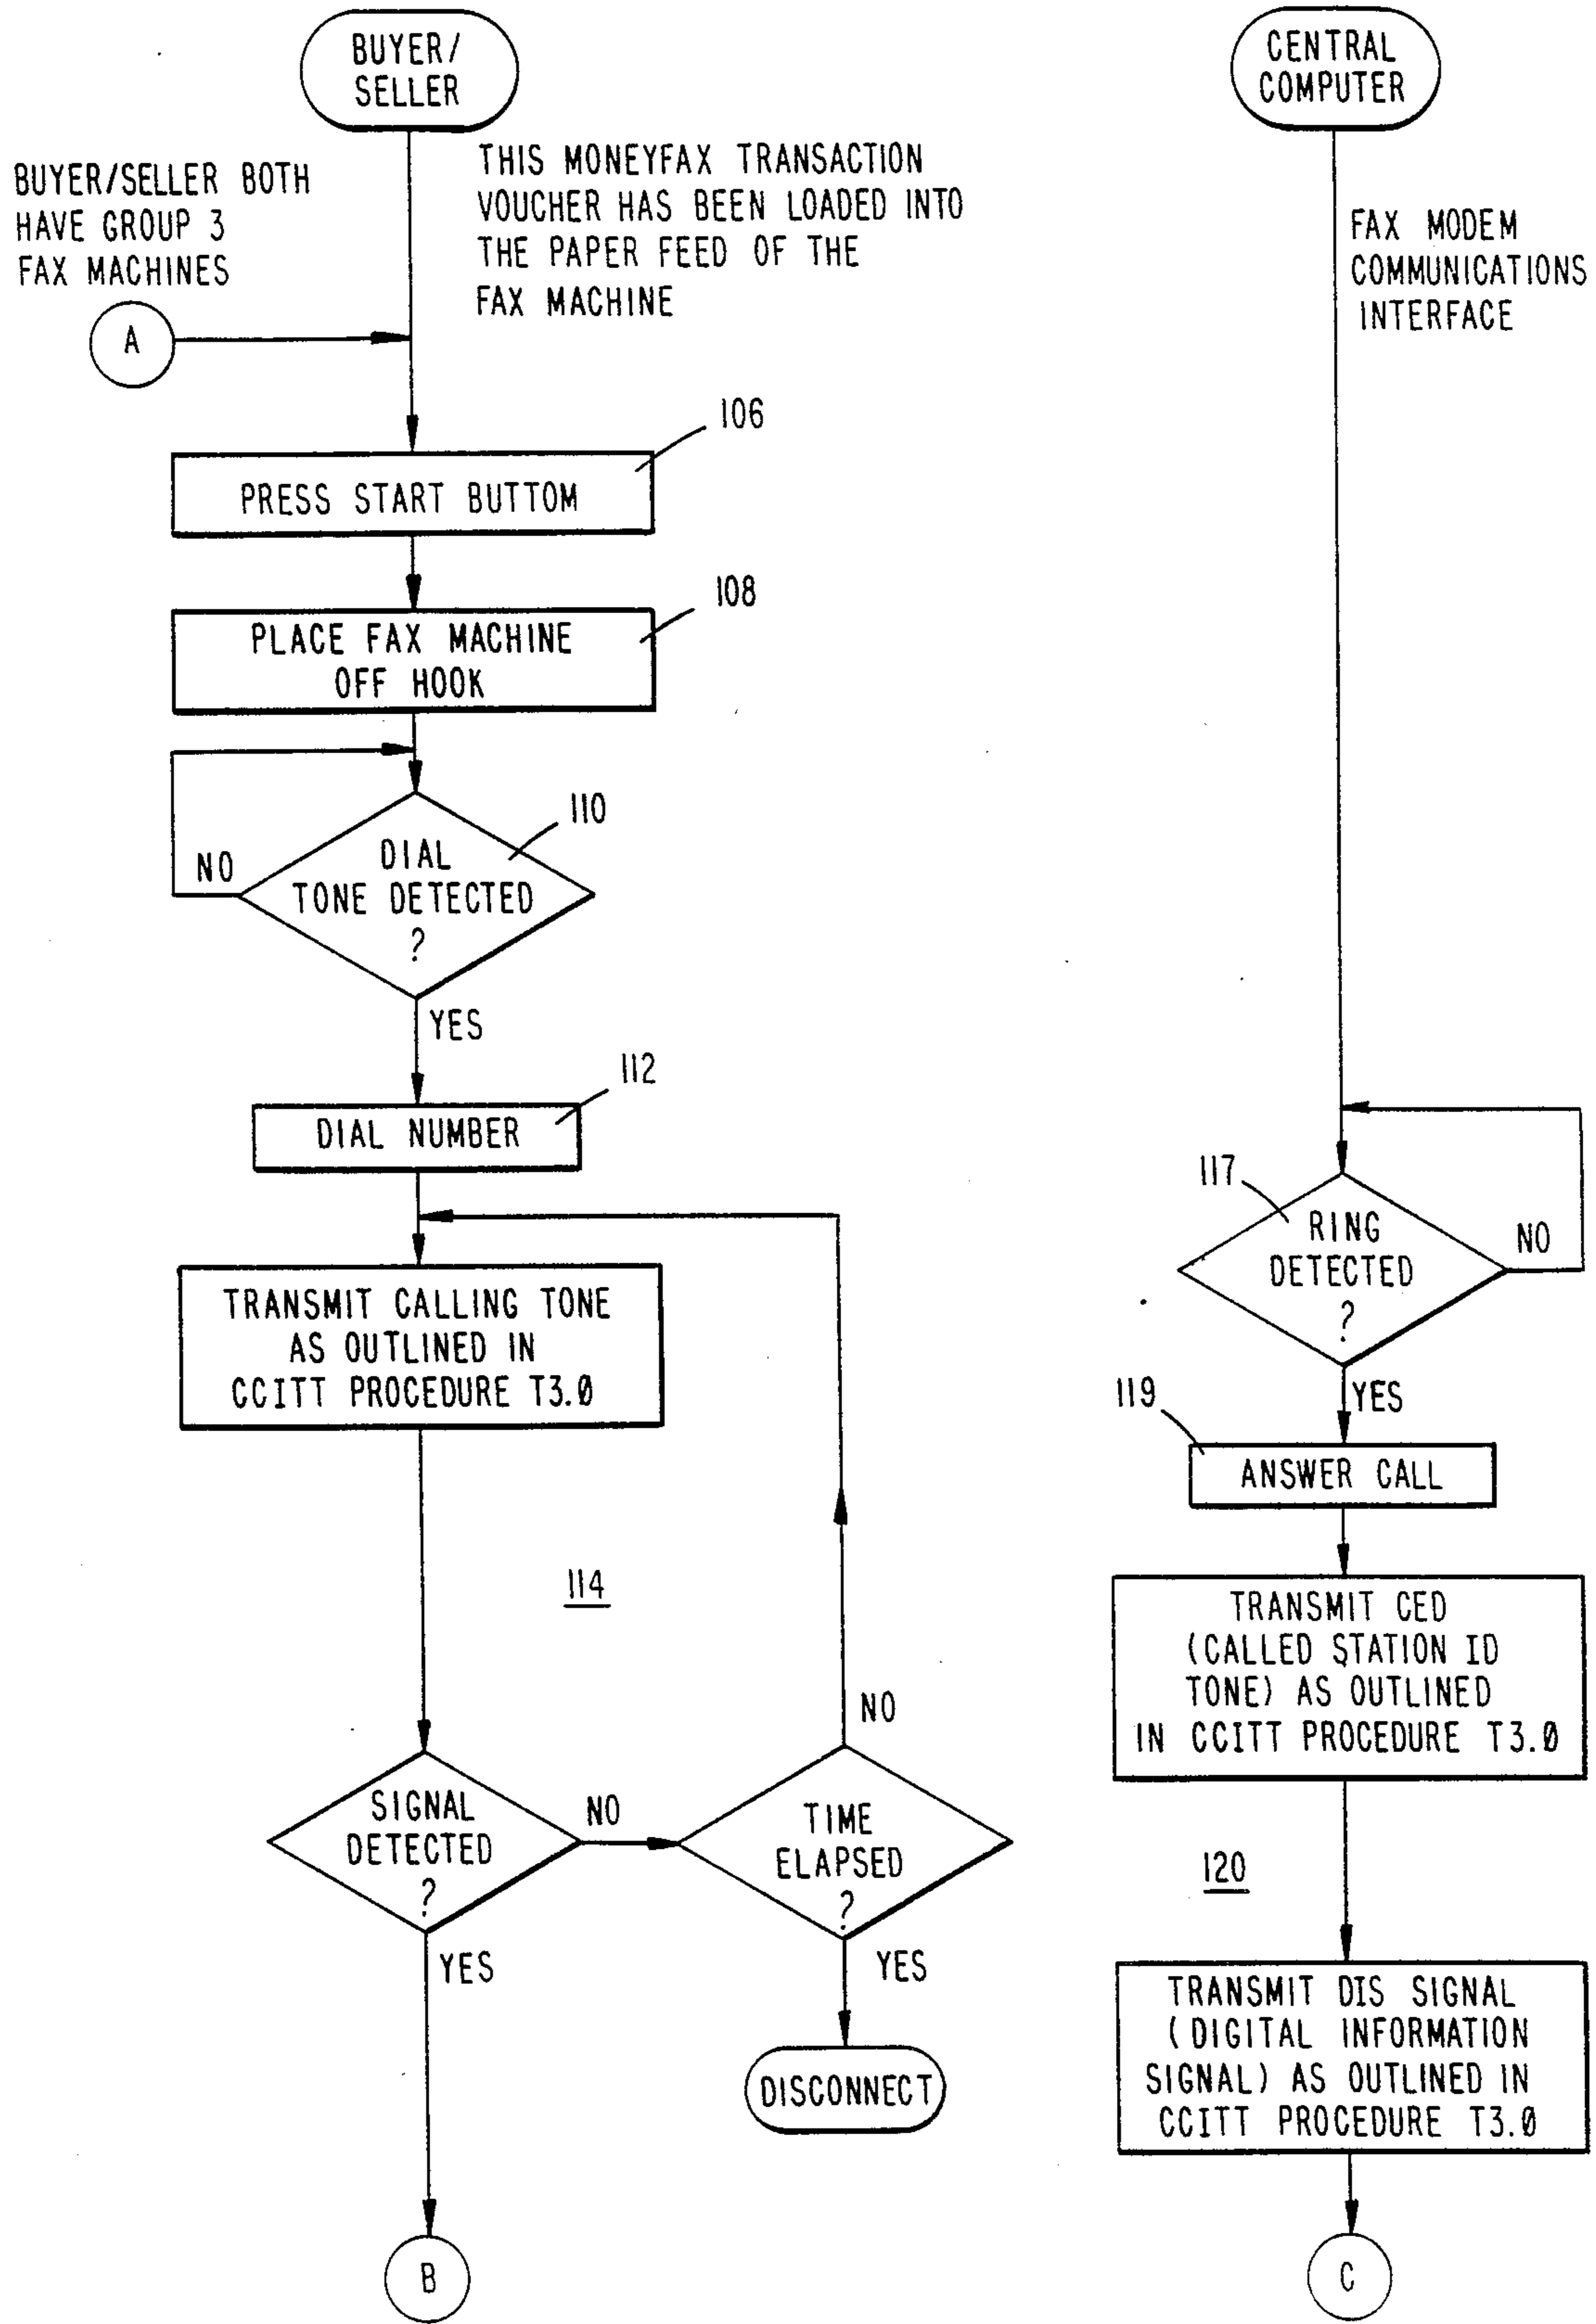 BUYER/
SELLER
BUYER/SELLER BOTH
HAVE GROUP 3
FAX MACHINES
THIS MONEYFAX TRANSACTION
VOUCHER HAS BEEN LOADED INTO
THE PAPER FEED OF THE
FAX MACHINE
A
106
PRESS START BUTTOM
108
PLACE FAX MACHINE
OFF HOOK
110
DIAL
TONE DETECTED
?
NO
YES
112
DIAL NUMBER
TRANSMIT CALLING TONE
AS OUTLINED IN
CCITT PROCEDURE T3.0
114
SIGNAL
DETECTED
?
NO
YES
TIME
ELAPSED
?
NO
YES
DISCONNECT
B
CENTRAL
COMPUTER
FAX MODEM
COMMUNICATIONS
INTERFACE
117
RING
DETECTED
?
NO
YES
119
ANSWER CALL
TRANSMIT CED
(CALLED STATION ID
TONE) AS OUTLINED
IN CCITT PROCEDURE T3.0
120
TRANSMIT DIS SIGNAL
(DIGITAL INFORMATION
SIGNAL) AS OUTLINED IN
CCITT PROCEDURE T3.0
C